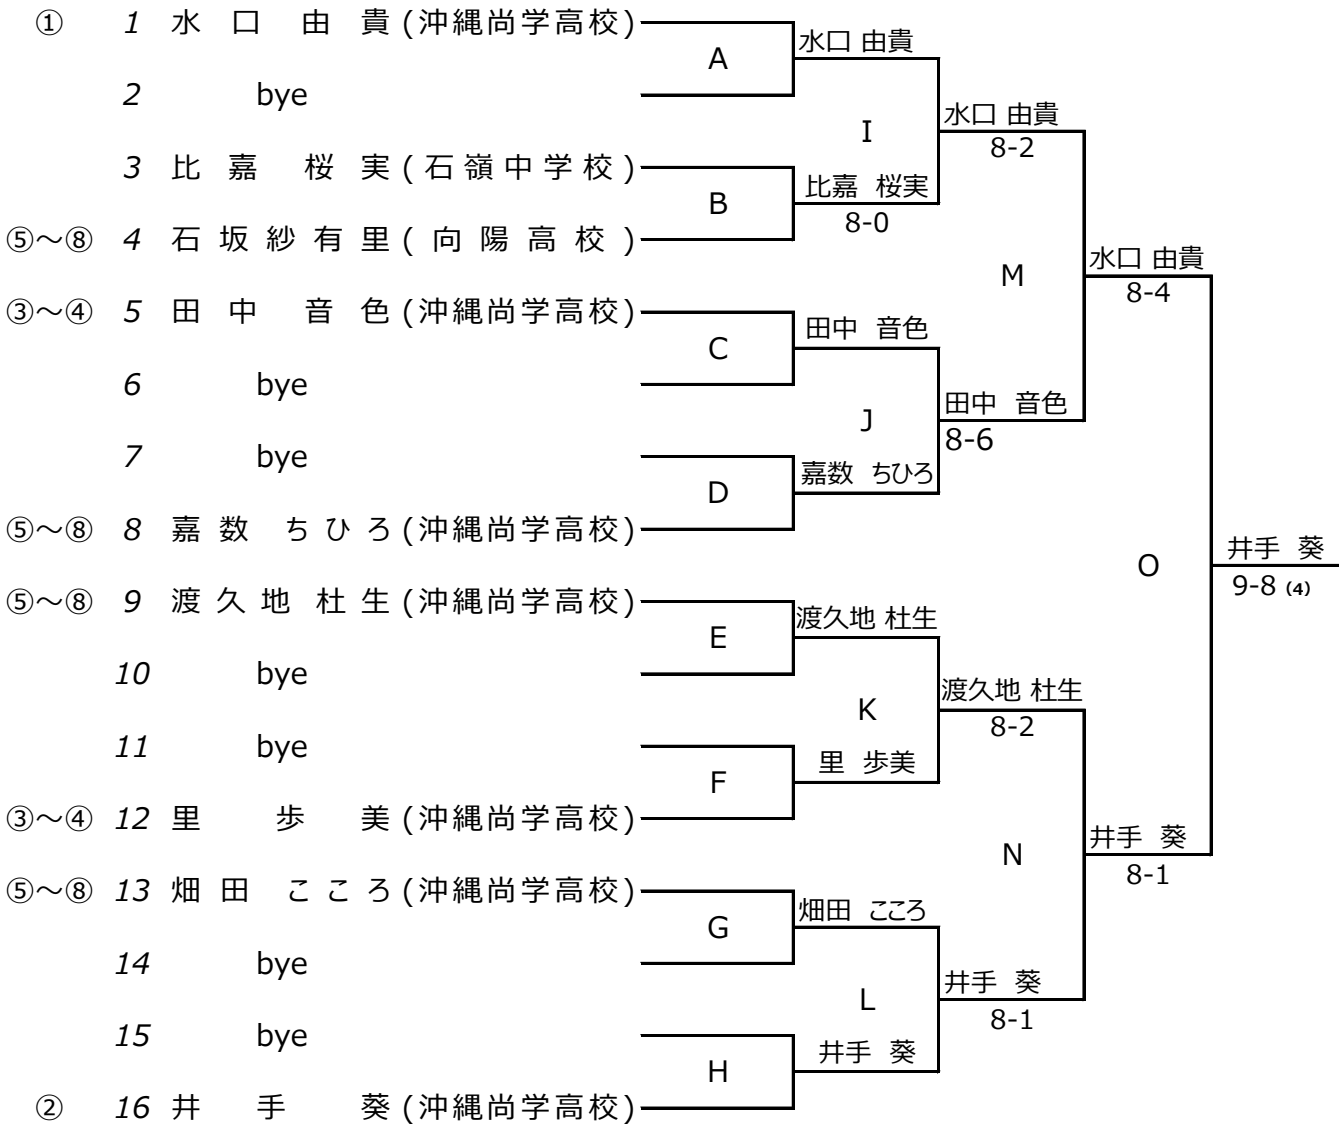 ① 1 水口 由貴 (沖縄尚学高校)
A
水口 由貴
2 bye
I
水口 由貴
8-2
3 比嘉 桜実 (石嶺中学校)
B
比嘉 桜実
8-0
⑤～⑧ 4 石坂紗有里 (向陽高校)
M
水口 由貴
8-4
③～④ 5 田中 音色 (沖縄尚学高校)
C
田中 音色
6 bye
J
田中 音色
8-6
7 bye
D
嘉数 ちひろ
⑤～⑧ 8 嘉数 ちひろ (沖縄尚学高校)
O
井手 葵
9-8 (4)
⑤～⑧ 9 渡久地 杜生 (沖縄尚学高校)
E
渡久地 杜生
10 bye
K
渡久地 杜生
8-2
11 bye
F
里 歩美
③～④ 12 里 歩美 (沖縄尚学高校)
N
井手 葵
8-1
⑤～⑧ 13 畑田 こころ (沖縄尚学高校)
G
畑田 こころ
14 bye
L
井手 葵
8-1
15 bye
H
井手 葵
② 16 井手 葵 (沖縄尚学高校)